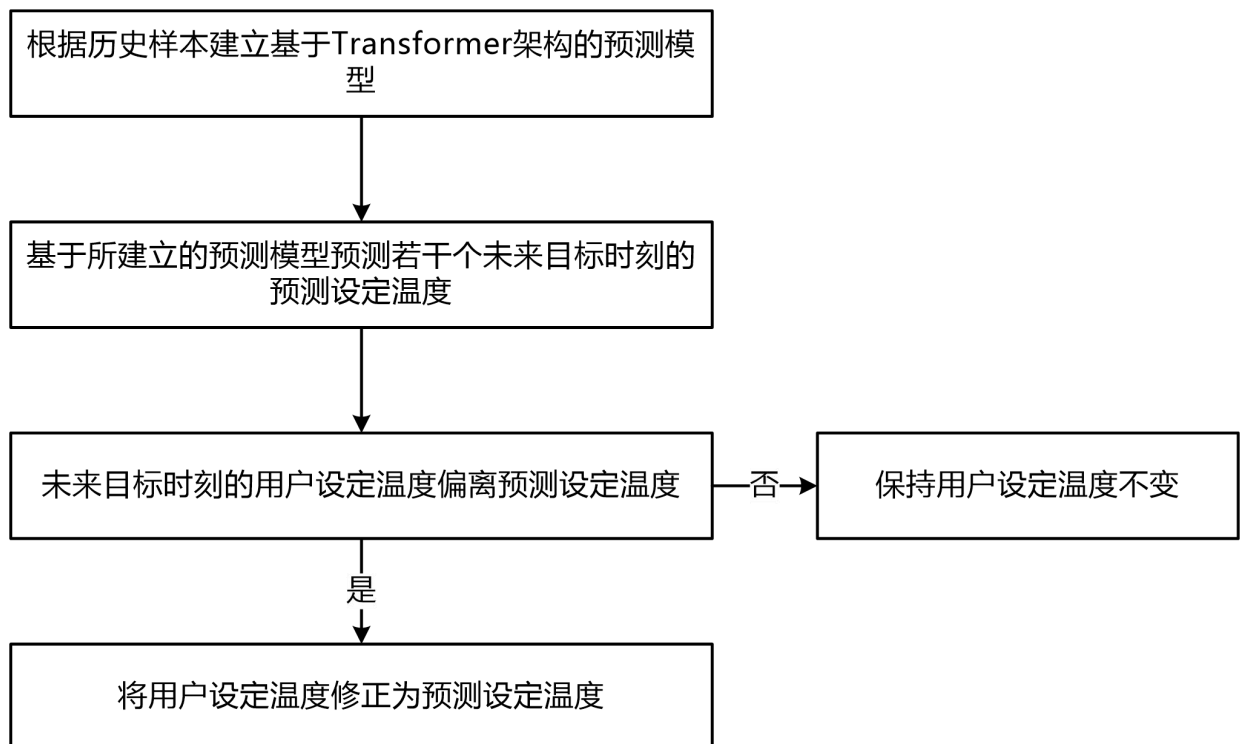 根据历史样本建立基于Transformer架构的预测模
型
基于所建立的预测模型预测若干个未来目标时刻的
预测设定温度
未来目标时刻的用户设定温度偏离预测设定温度
否
保持用户设定温度不变
是
将用户设定温度修正为预测设定温度